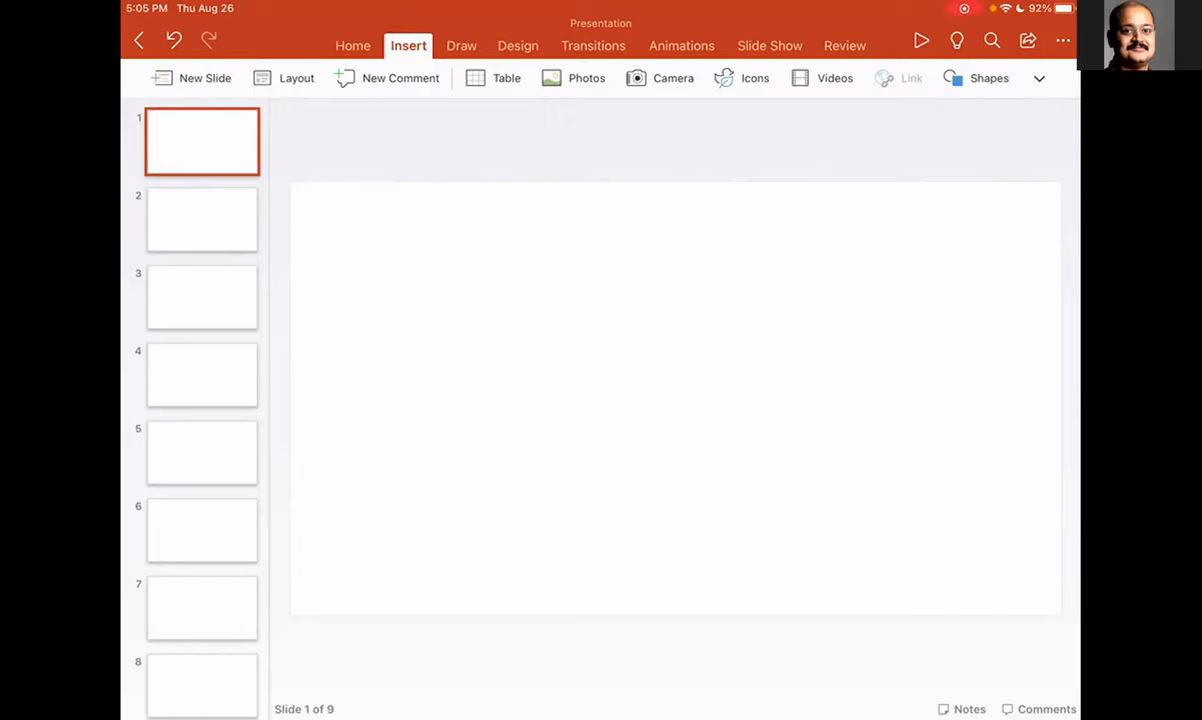 5:05 PM Thu Aug 26 92%
Presentation
Home Insert Draw Design Transitions Animations Slide Show Review
New Slide Layout New Comment Table Photos Camera Icons Videos Link Shapes
1
2
3
4
5
6
7
8
Slide 1 of 9 Notes Comments